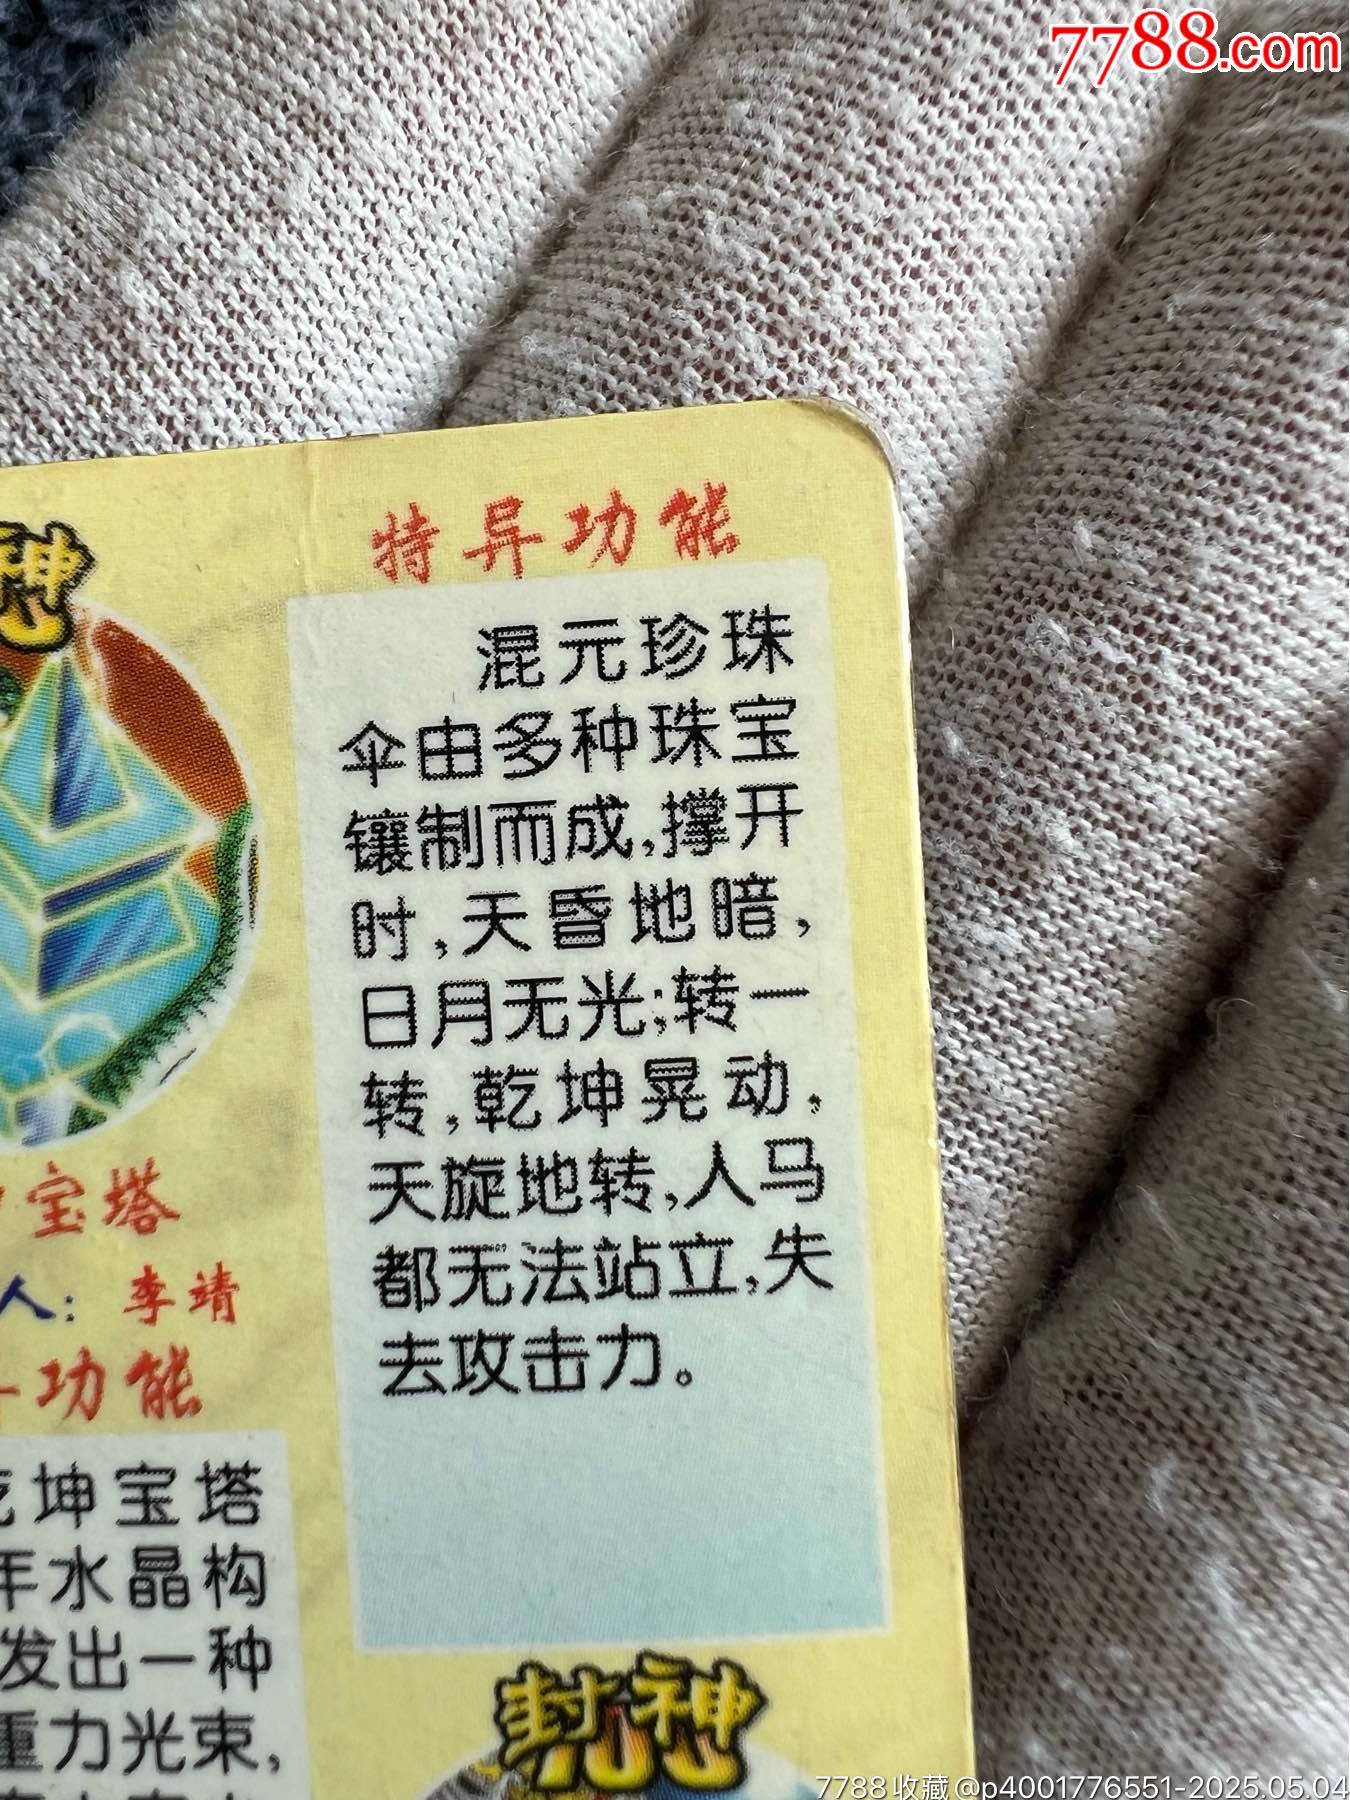 7788.com
特异功能
混元珍珠
伞由多种珠宝
镶制而成,撑开
时,天昏地暗,
日月无光;转一
转,乾坤晃动,
天旋地转,人马
都无法站立,失
去攻击力。
神
宝塔
人：李靖
功能
坤宝塔
年水晶构
发出一种
重力光束,
封神
7788收藏@p4001776551-2025.05.04